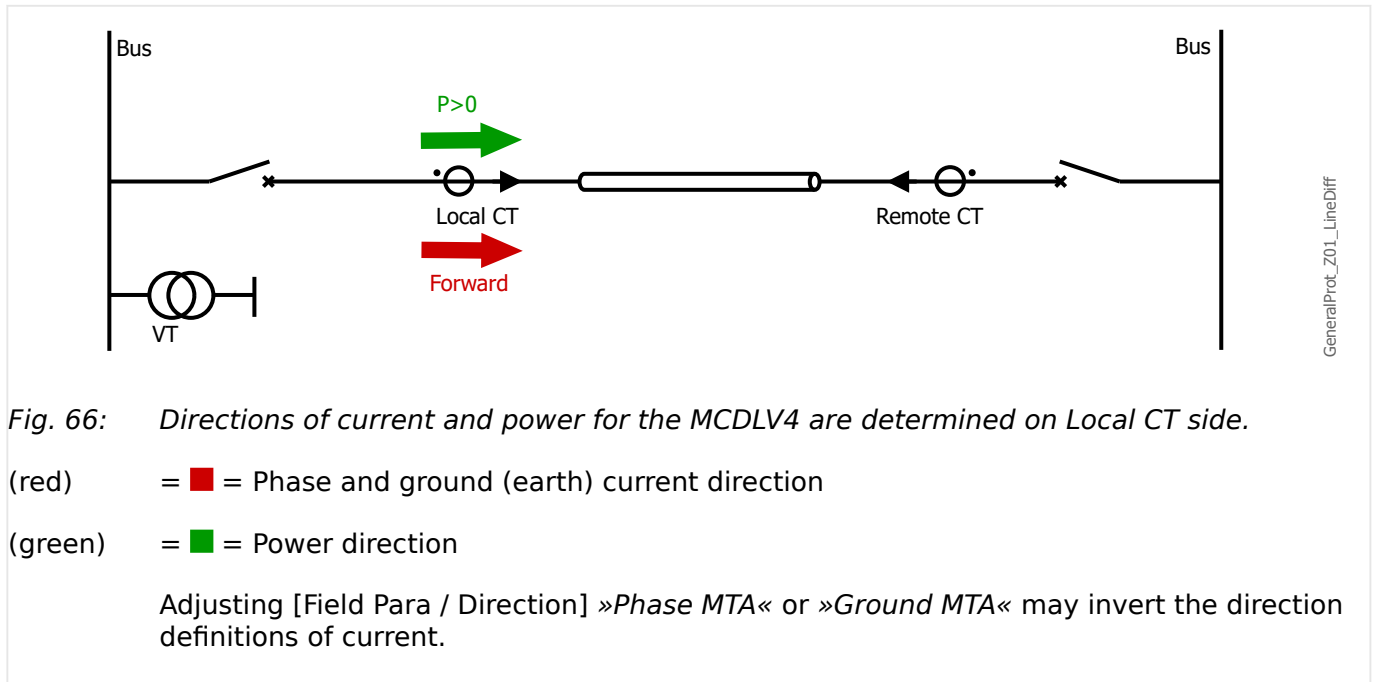 Bus
Bus
P>0
Local CT
Remote CT
Forward
VT
GeneralProt_Z01_LineDiff
Fig. 66: Directions of current and power for the MCDLV4 are determined on Local CT side.
(red) = = Phase and ground (earth) current direction
(green) = = Power direction
Adjusting [Field Para / Direction] »Phase MTA« or »Ground MTA« may invert the direction
definitions of current.